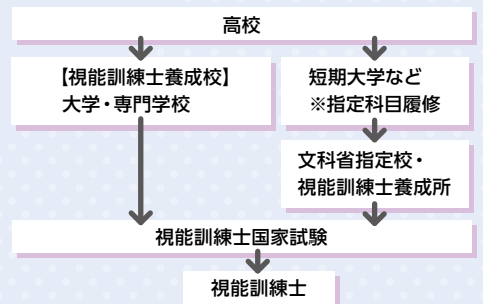 高校
【視能訓練士養成校】
大学・専門学校
短期大学など
※指定科目履修
文科省指定校・
視能訓練士養成所
視能訓練士国家試験
視能訓練士